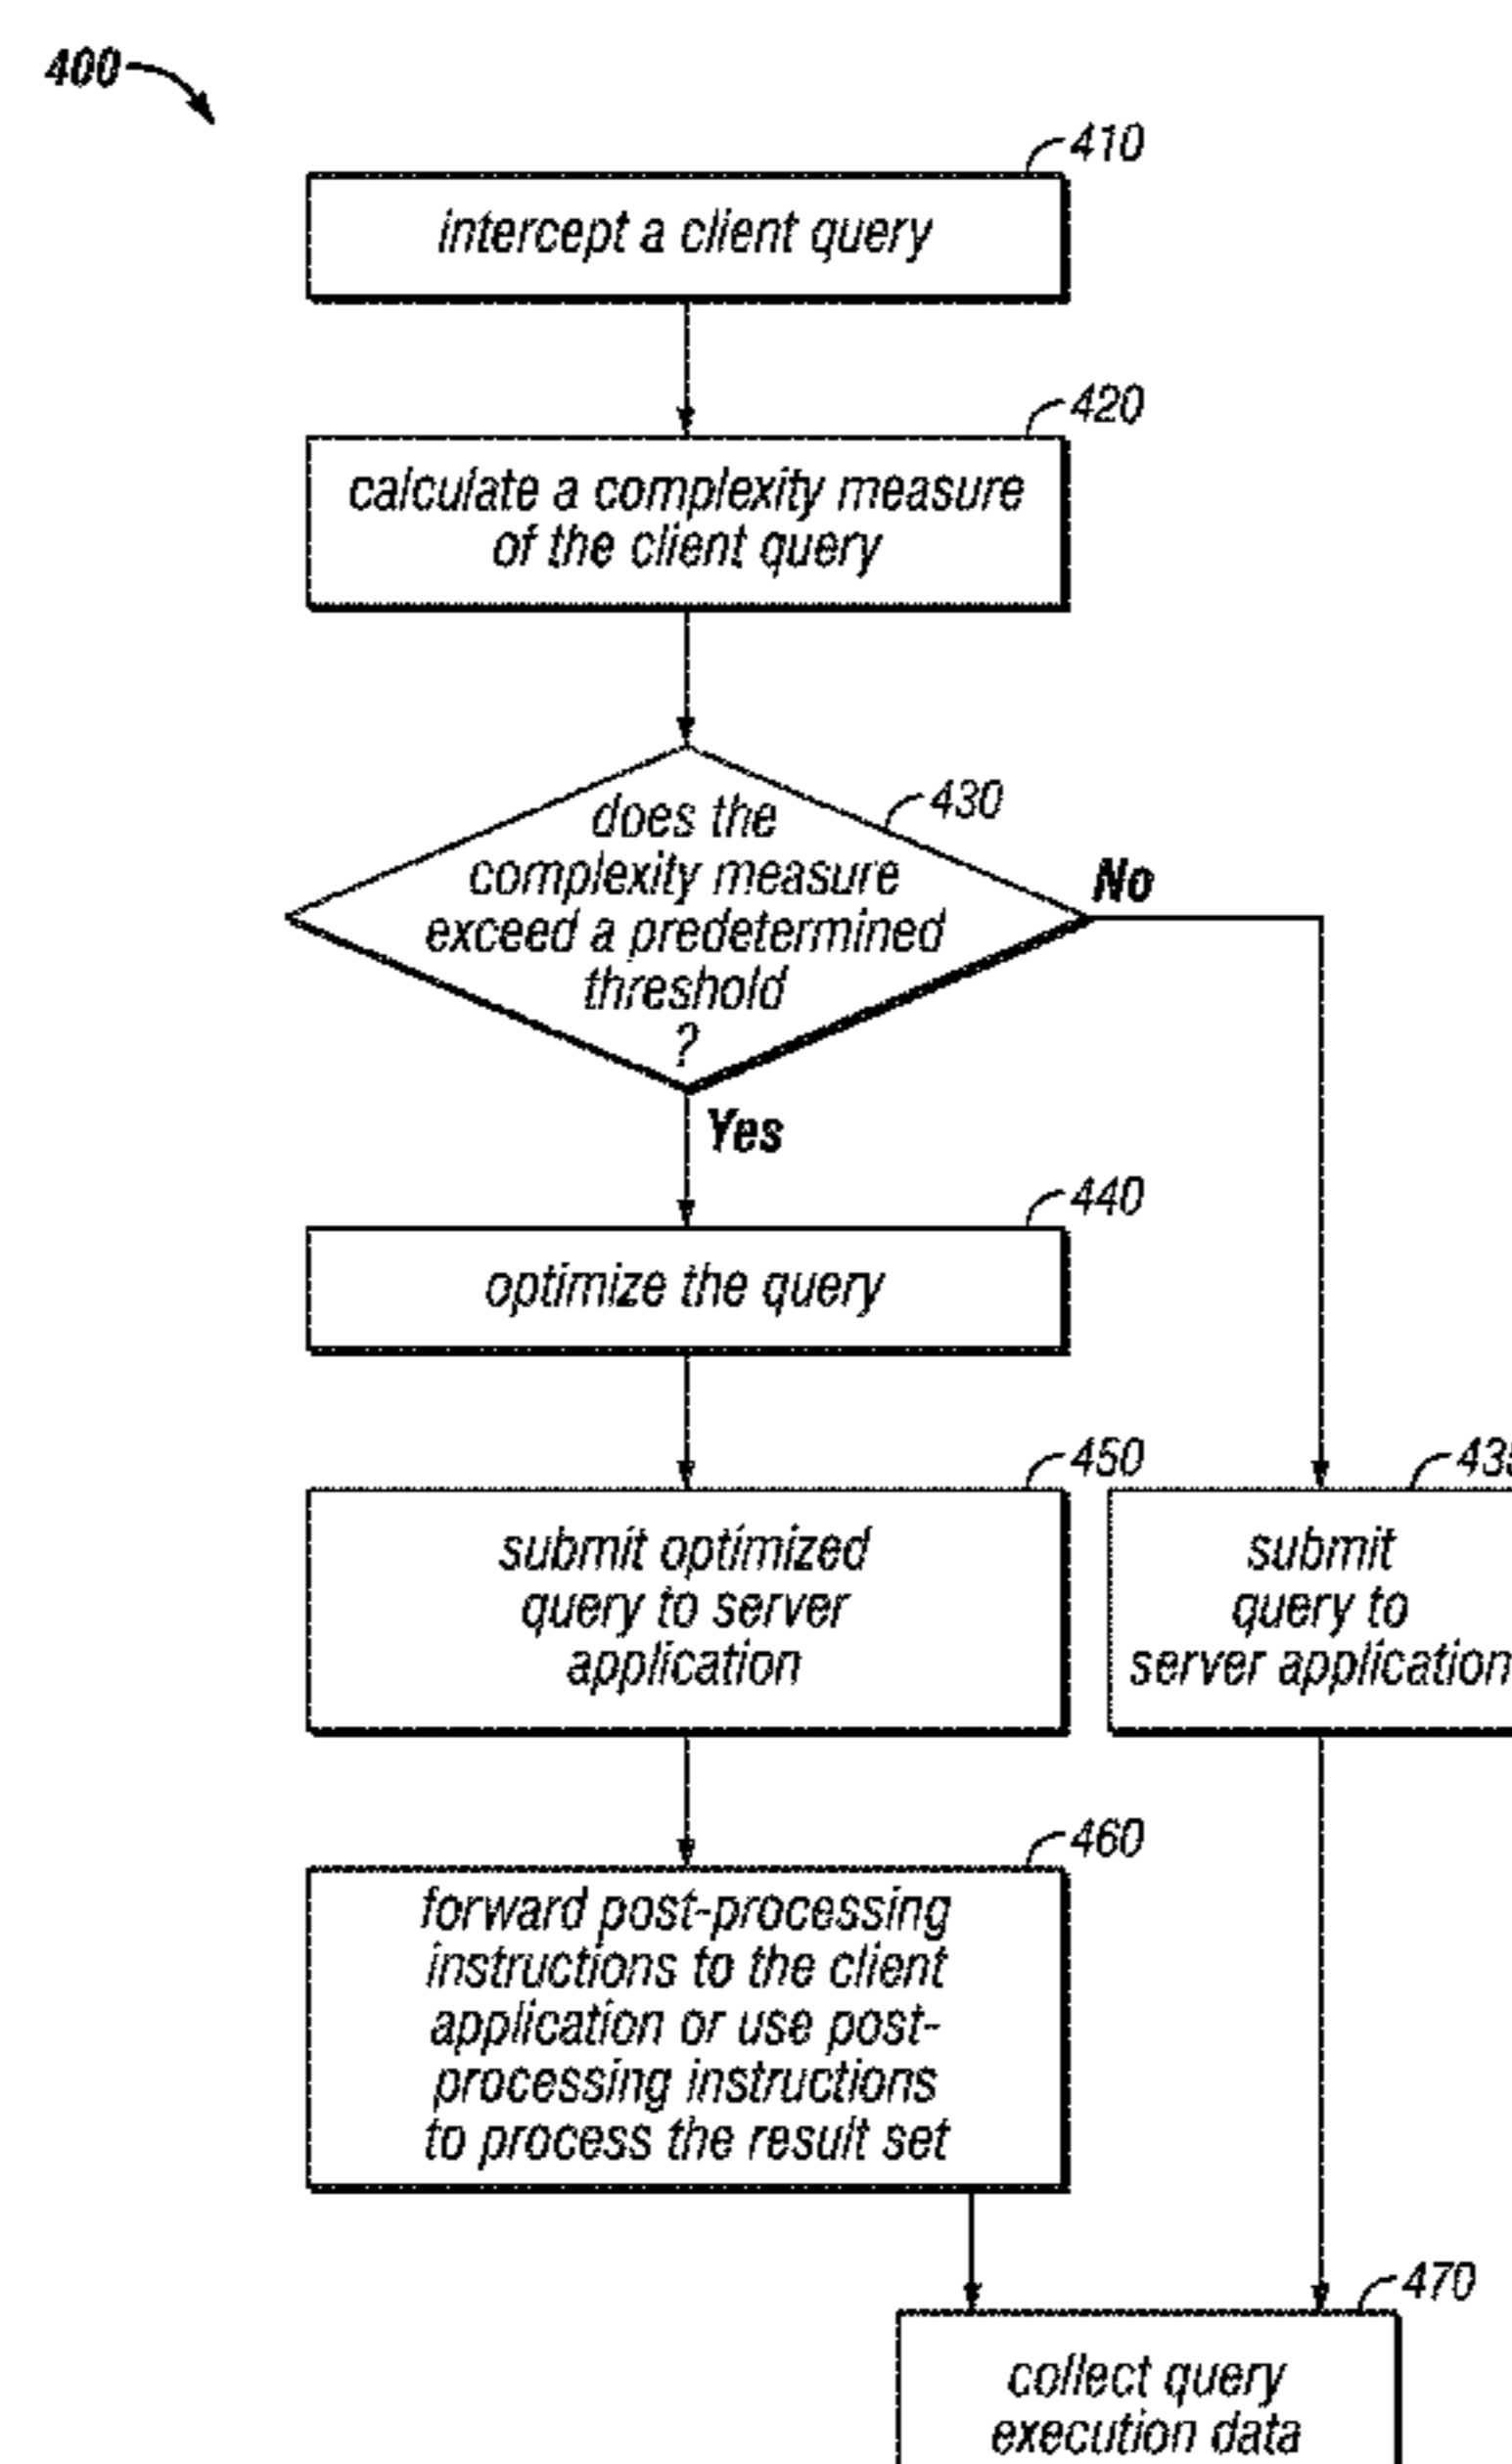 400
410
intercept a client query
420
calculate a complexity measure
of the client query
430
does the
complexity measure
exceed a predetermined
threshold
?
No
Yes
440
optimize the query
450
submit optimized
query to server
application
submit
query to
server application
460
forward post-processing
instructions to the client
application or use post-
processing instructions
to process the result set
470
collect query
execution data